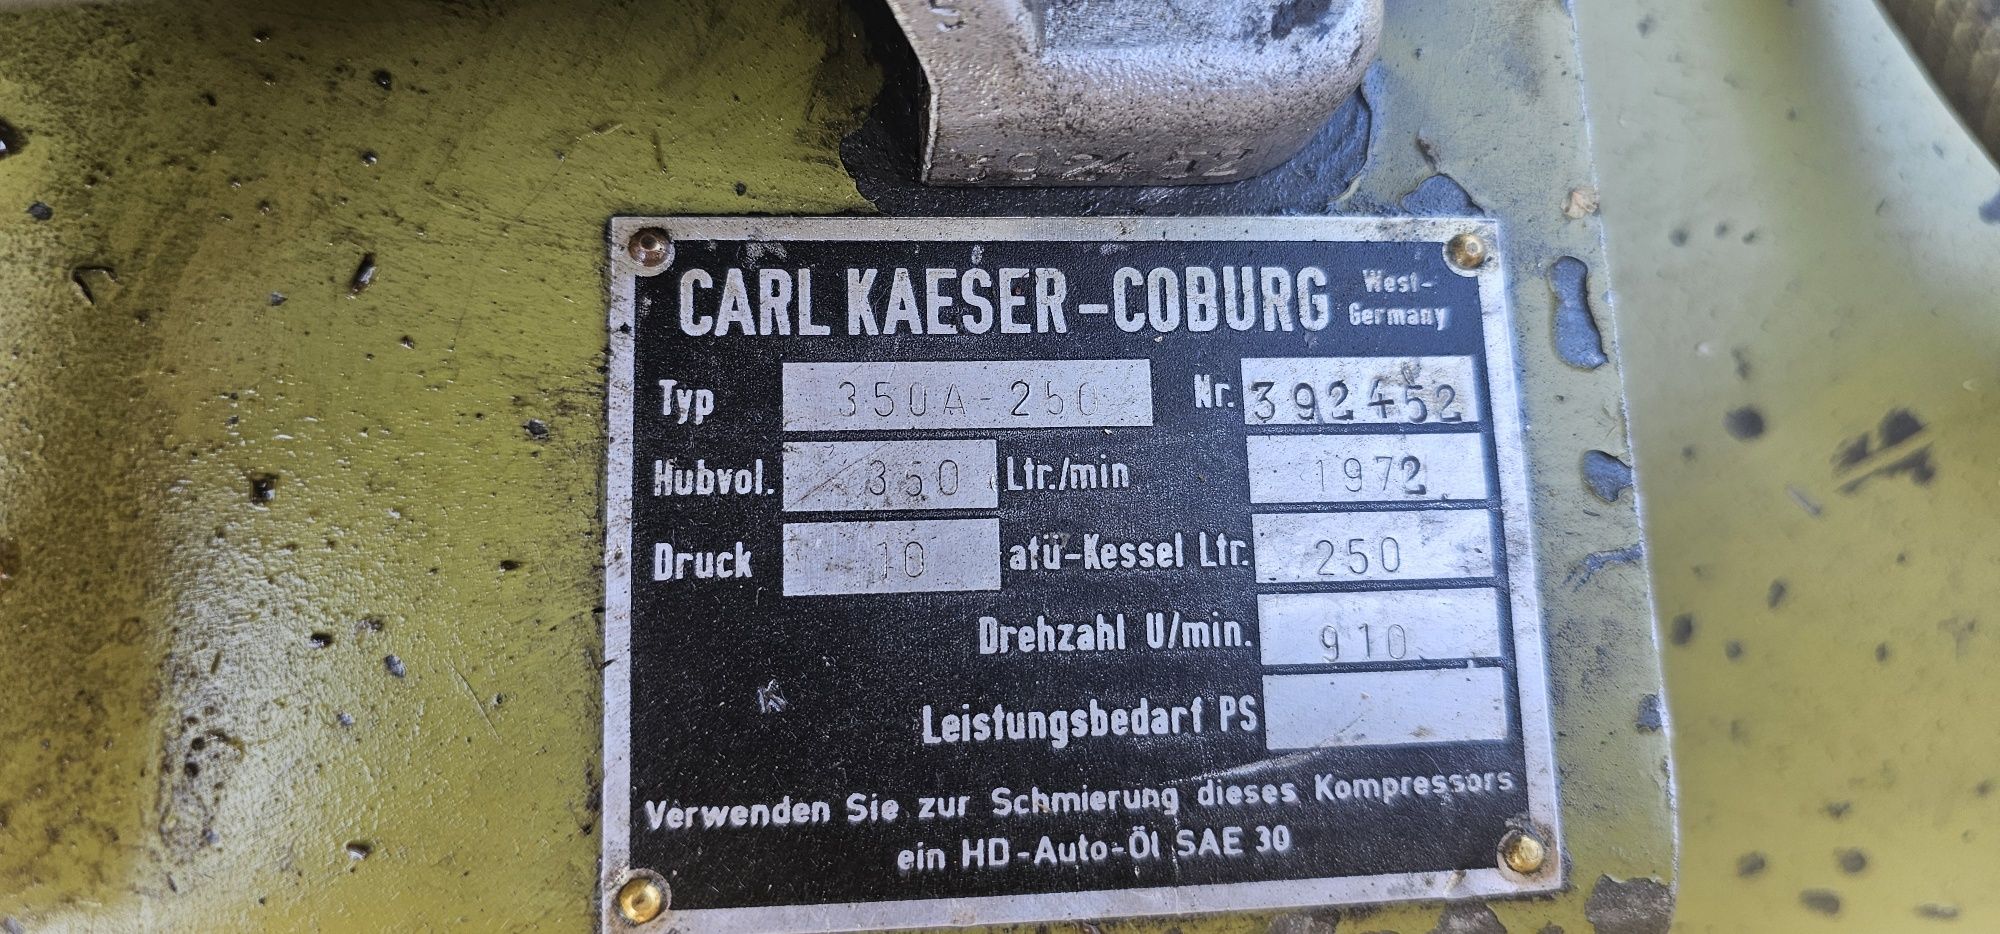 392452
CARL KAESER-COBURG West-Germany
Typ 350A-250 Nr. 392452
Hubvol. 350 Ltr./min 1972
Druck 10 atü-Kessel Ltr. 250
Drehzahl U/min. 910
Leistungsbedarf PS
Verwenden Sie zur Schmierung dieses Kompressors
ein HD-Auto-Öl SAE 30